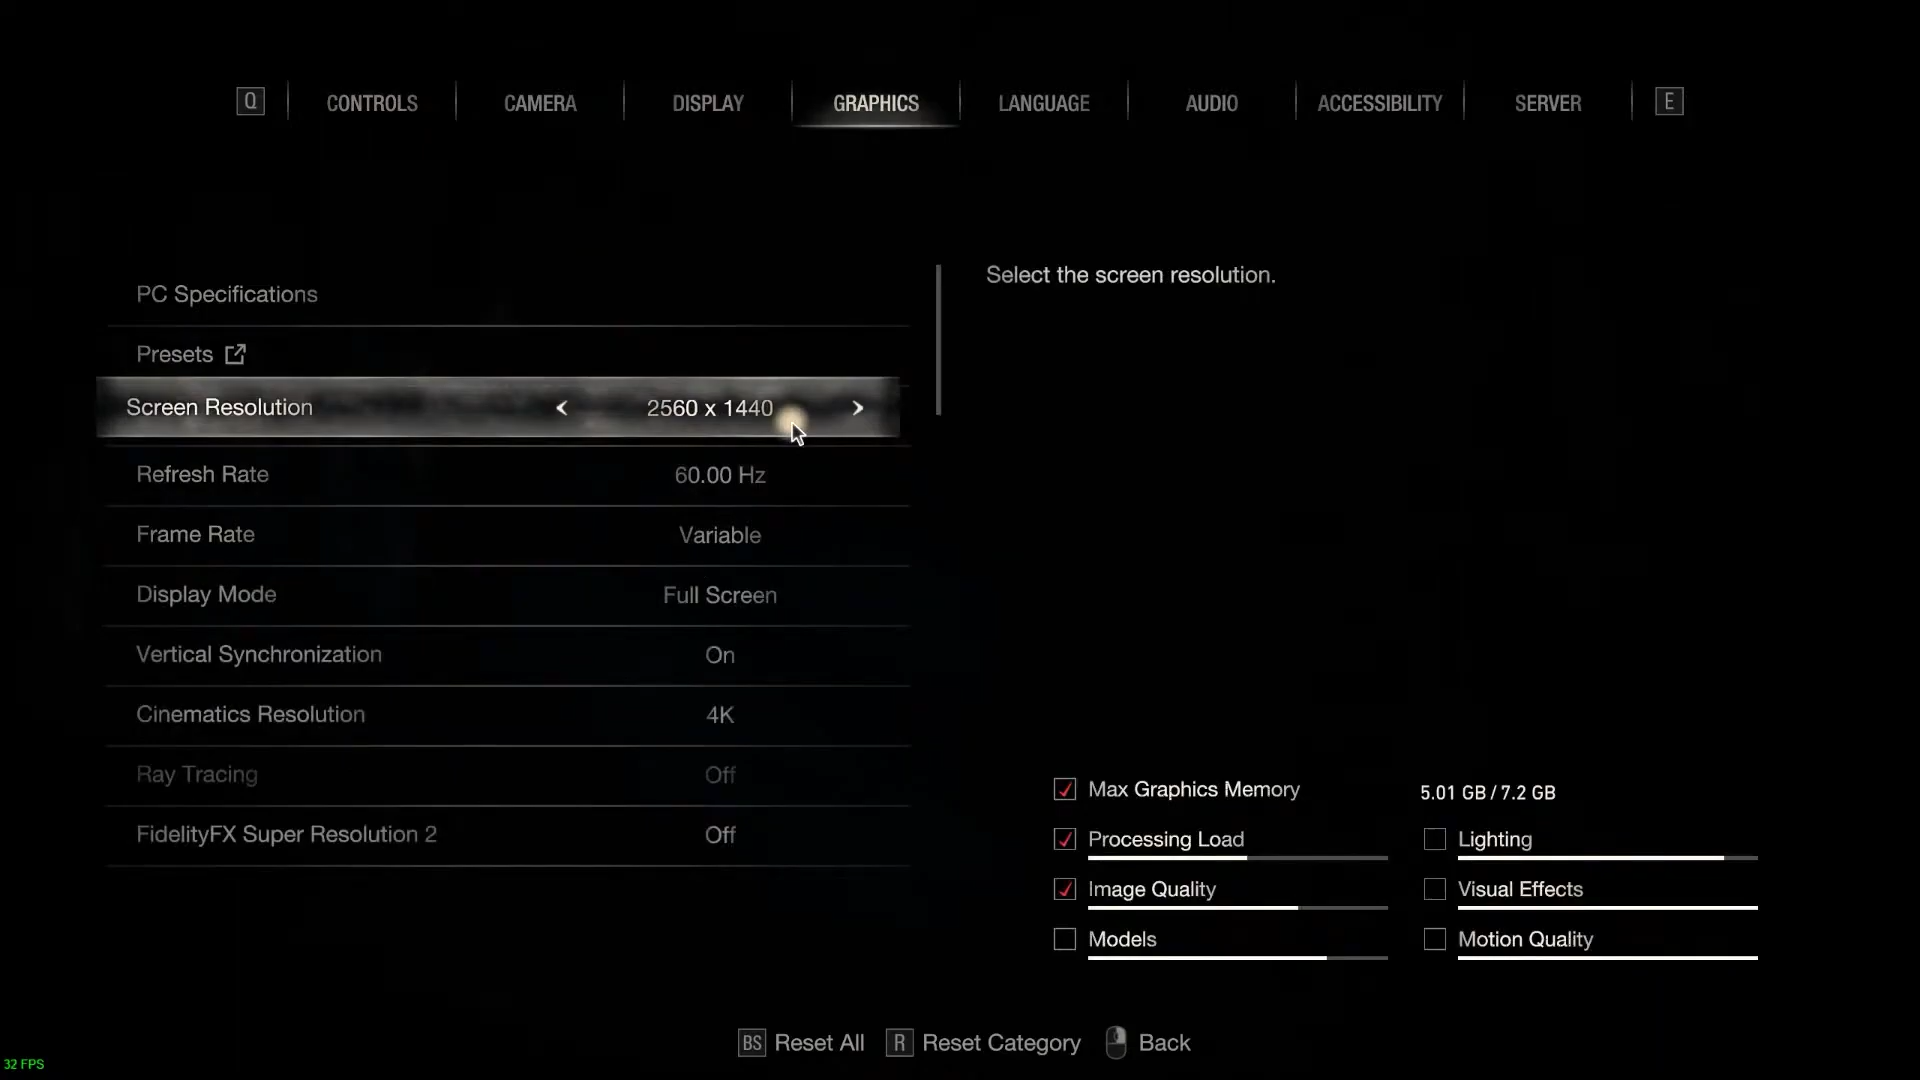 Q CONTROLS CAMERA DISPLAY GRAPHICS LANGUAGE AUDIO ACCESSIBILITY SERVER E
PC Specifications
Presets
Screen Resolution 2560 x 1440
Refresh Rate 60.00 Hz
Frame Rate Variable
Display Mode Full Screen
Vertical Synchronization On
Cinematics Resolution 4K
Ray Tracing Off
FidelityFX Super Resolution 2 Off
Select the screen resolution.
Max Graphics Memory 5.01 GB / 7.2 GB
Processing Load Lighting
Image Quality Visual Effects
Models Motion Quality
BS Reset All R Reset Category Back
32 FPS